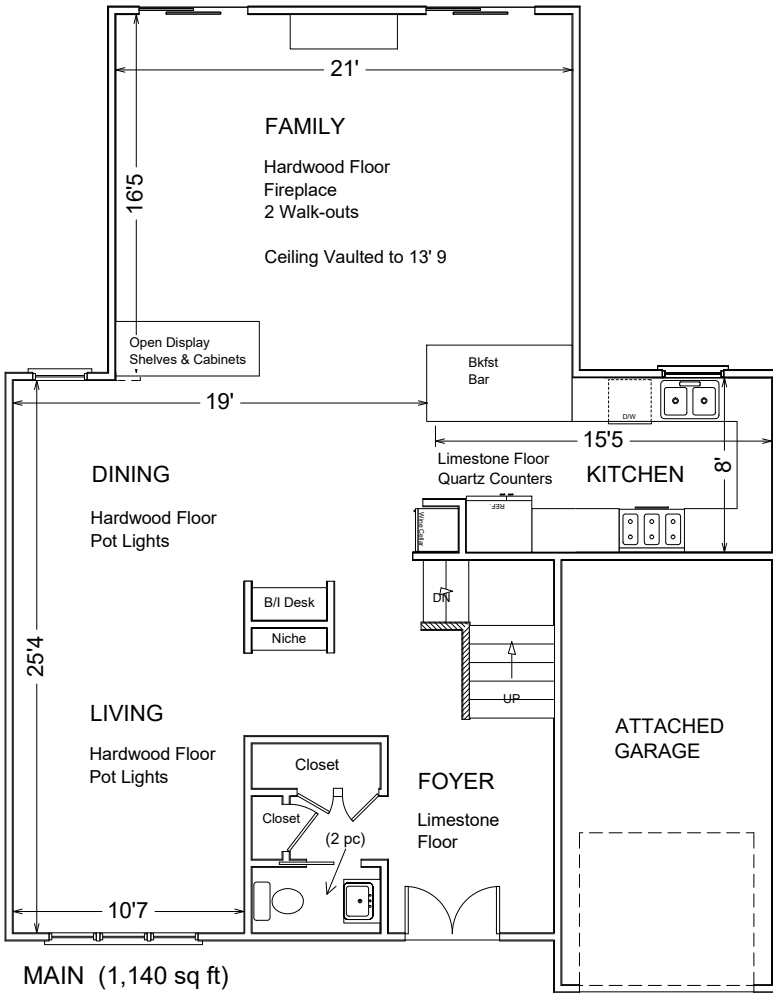 21'
FAMILY
Hardwood Floor
Fireplace
2 Walk-outs
Ceiling Vaulted to 13' 9
16'5
Open Display
Shelves & Cabinets
Bkfst
Bar
D/W
19'
15'5
8'
Limestone Floor
Quartz Counters
KITCHEN
REF.
Wine Cellar
DINING
Hardwood Floor
Pot Lights
DN
B/I Desk
Niche
25'4
UP
LIVING
Hardwood Floor
Pot Lights
ATTACHED
GARAGE
Closet
FOYER
Limestone
Floor
Closet
(2 pc)
10'7
MAIN (1,140 sq ft)